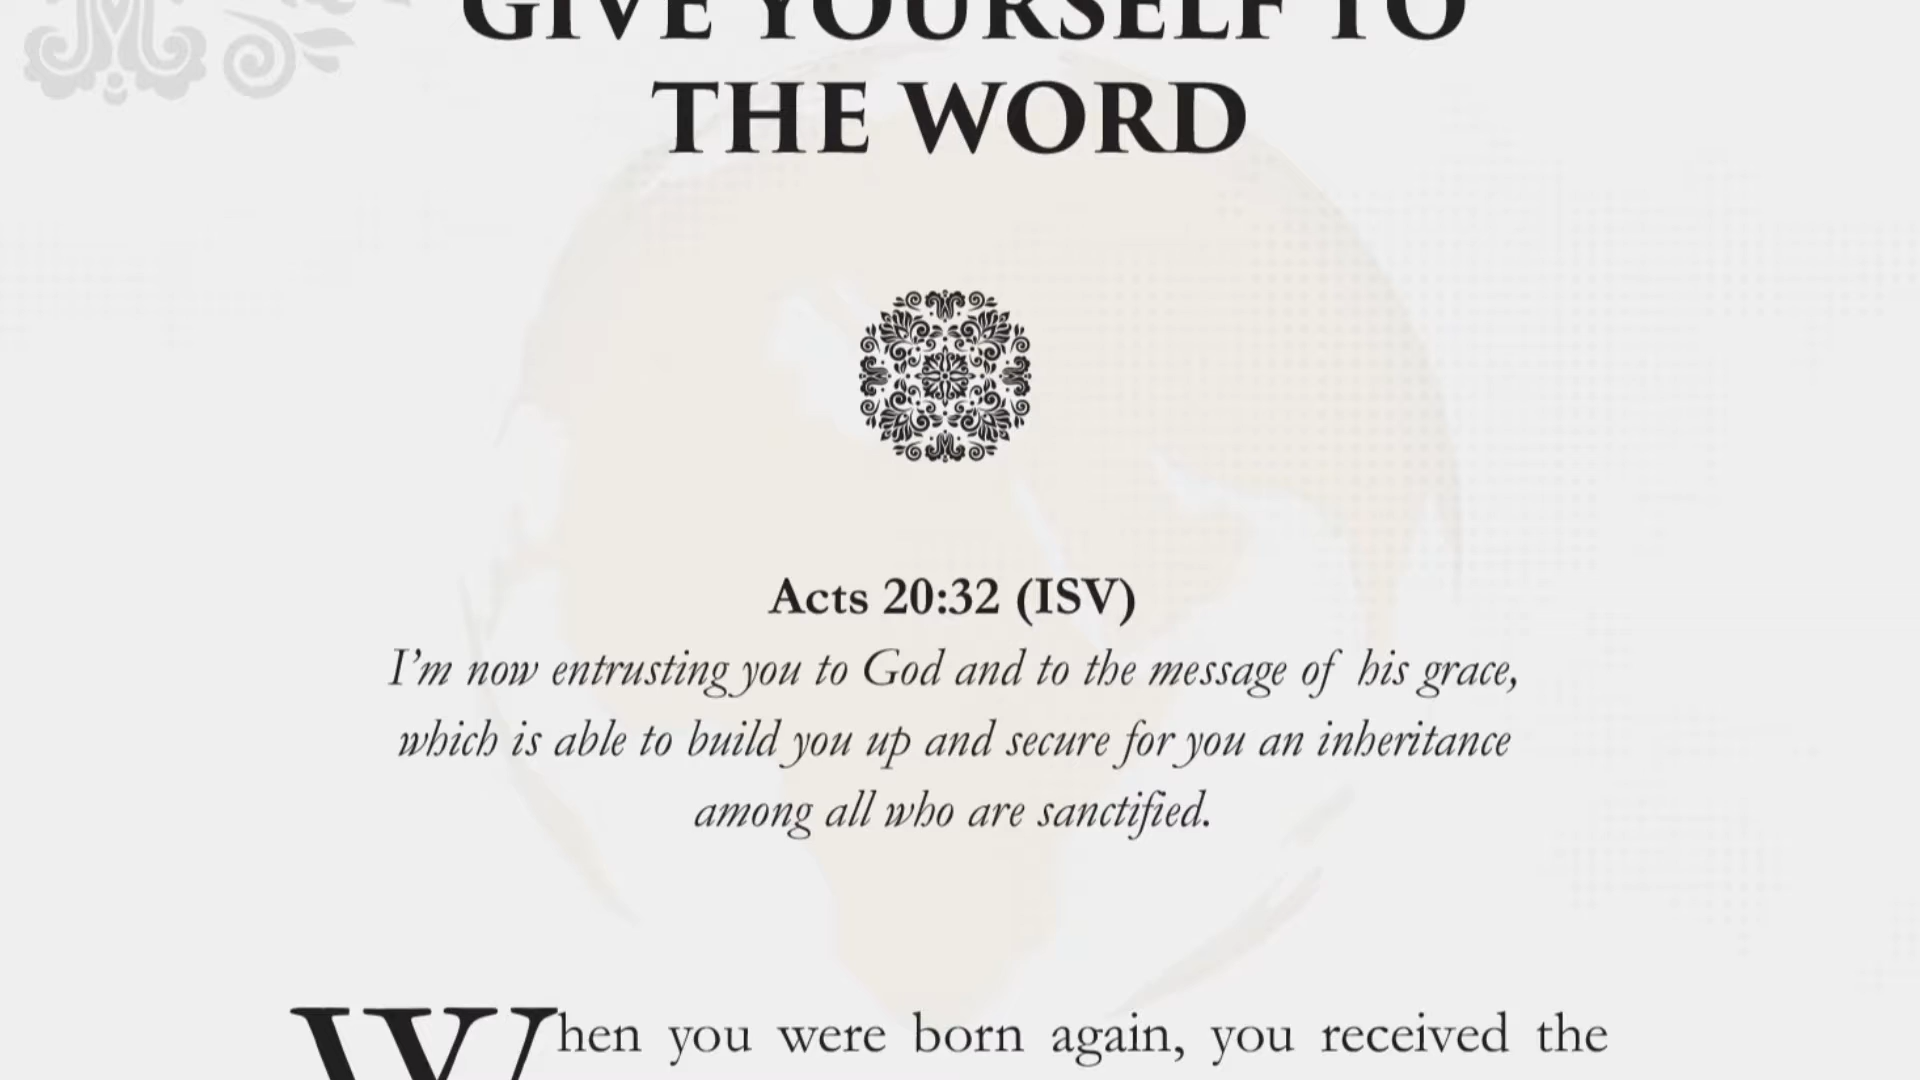 GIVE YOURSELF TO
THE WORD
Acts 20:32 (ISV)
I'm now entrusting you to God and to the message of his grace,
which is able to build you up and secure for you an inheritance
among all who are sanctified.
When you were born again, you received the